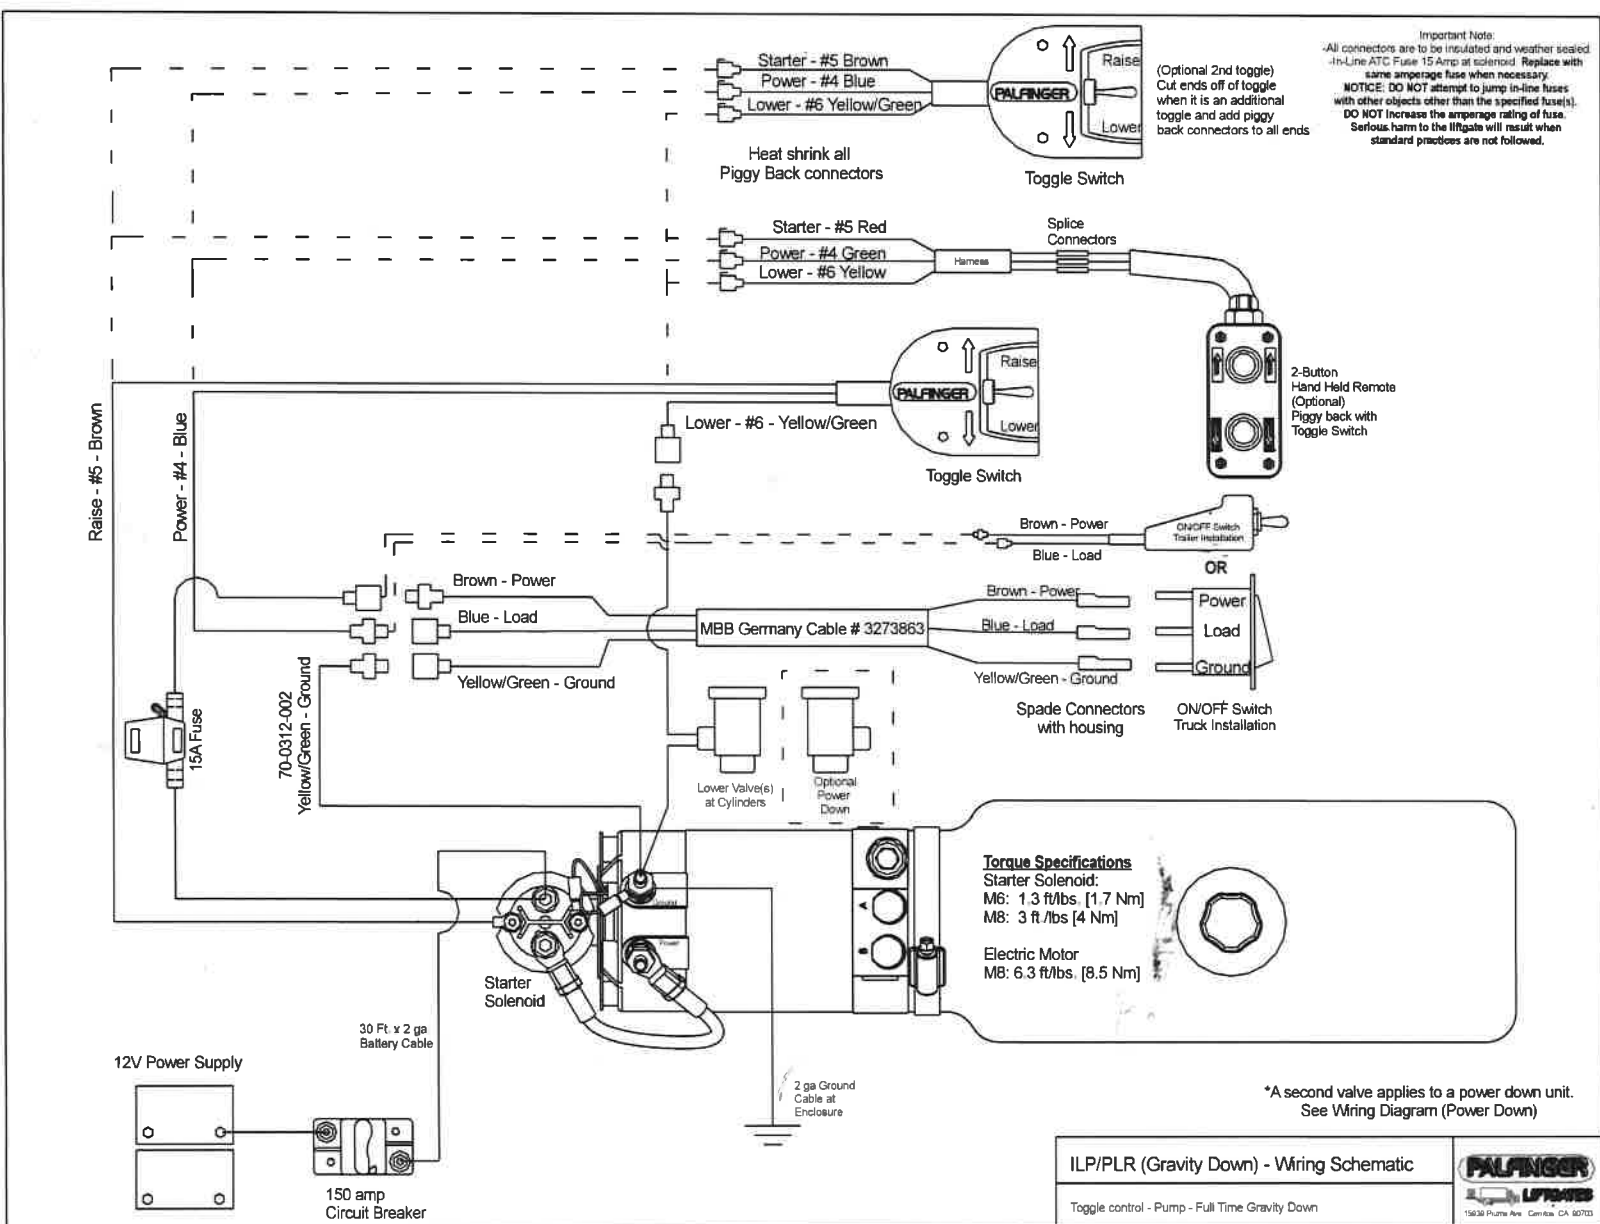 Important Note:
-All connectors are to be insulated and weather sealed
-In-Line ATC Fuse 15 Amp at solenoid. Replace with
same amperage fuse when necessary.
NOTICE: DO NOT attempt to jump in-line fuses
with other objects other than the specified fuse(s).
DO NOT Increase the amperage rating of fuse.
Serious harm to the liftgate will result when
standard practices are not followed.
Starter - #5 Brown
Power - #4 Blue
Lower - #6 Yellow/Green
Heat shrink all
Piggy Back connectors
PALFINGER
Raise
Lower
Toggle Switch
(Optional 2nd toggle)
Cut ends off of toggle
when it is an additional
toggle and add piggy
back connectors to all ends
Starter - #5 Red
Power - #4 Green
Lower - #6 Yellow
Harness
Splice
Connectors
2-Button
Hand Held Remote
(Optional)
Piggy back with
Toggle Switch
PALFINGER
Raise
Lower
Toggle Switch
Lower - #6 - Yellow/Green
Raise - #5 - Brown
Power - #4 - Blue
Brown - Power
Blue - Load
ON/OFF Switch
Trailer Installation
OR
Brown - Power
Blue - Load
Yellow/Green - Ground
MBB Germany Cable # 3273863
Brown - Power
Blue - Load
Yellow/Green - Ground
Power
Load
Ground
Spade Connectors
with housing
ON/OFF Switch
Truck Installation
15A Fuse
70-0312-002
Yellow/Green - Ground
Lower Valve(s)
at Cylinders
Optional
Power
Down
Ground
Power
A
B
Starter
Solenoid
Torque Specifications
Starter Solenoid:
M6: 1.3 ft/lbs. [1.7 Nm]
M8: 3 ft /lbs [4 Nm]
Electric Motor
M8: 6.3 ft/lbs. [8.5 Nm]
30 Ft. x 2 ga
Battery Cable
12V Power Supply
150 amp
Circuit Breaker
2 ga Ground
Cable at
Enclosure
*A second valve applies to a power down unit.
See Wiring Diagram (Power Down)
ILP/PLR (Gravity Down) - Wiring Schematic
Toggle control - Pump - Full Time Gravity Down
PALFINGER
LIFTGATES
Ave Cerritos CA 90703